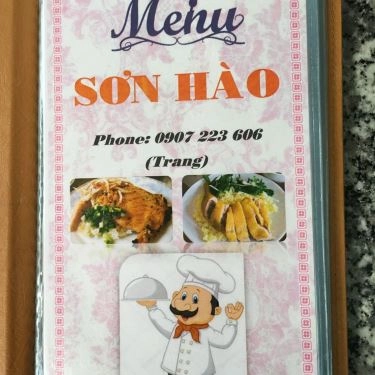 Menu
SƠN HÀO
Phone: 0907 223 606
(Trang)